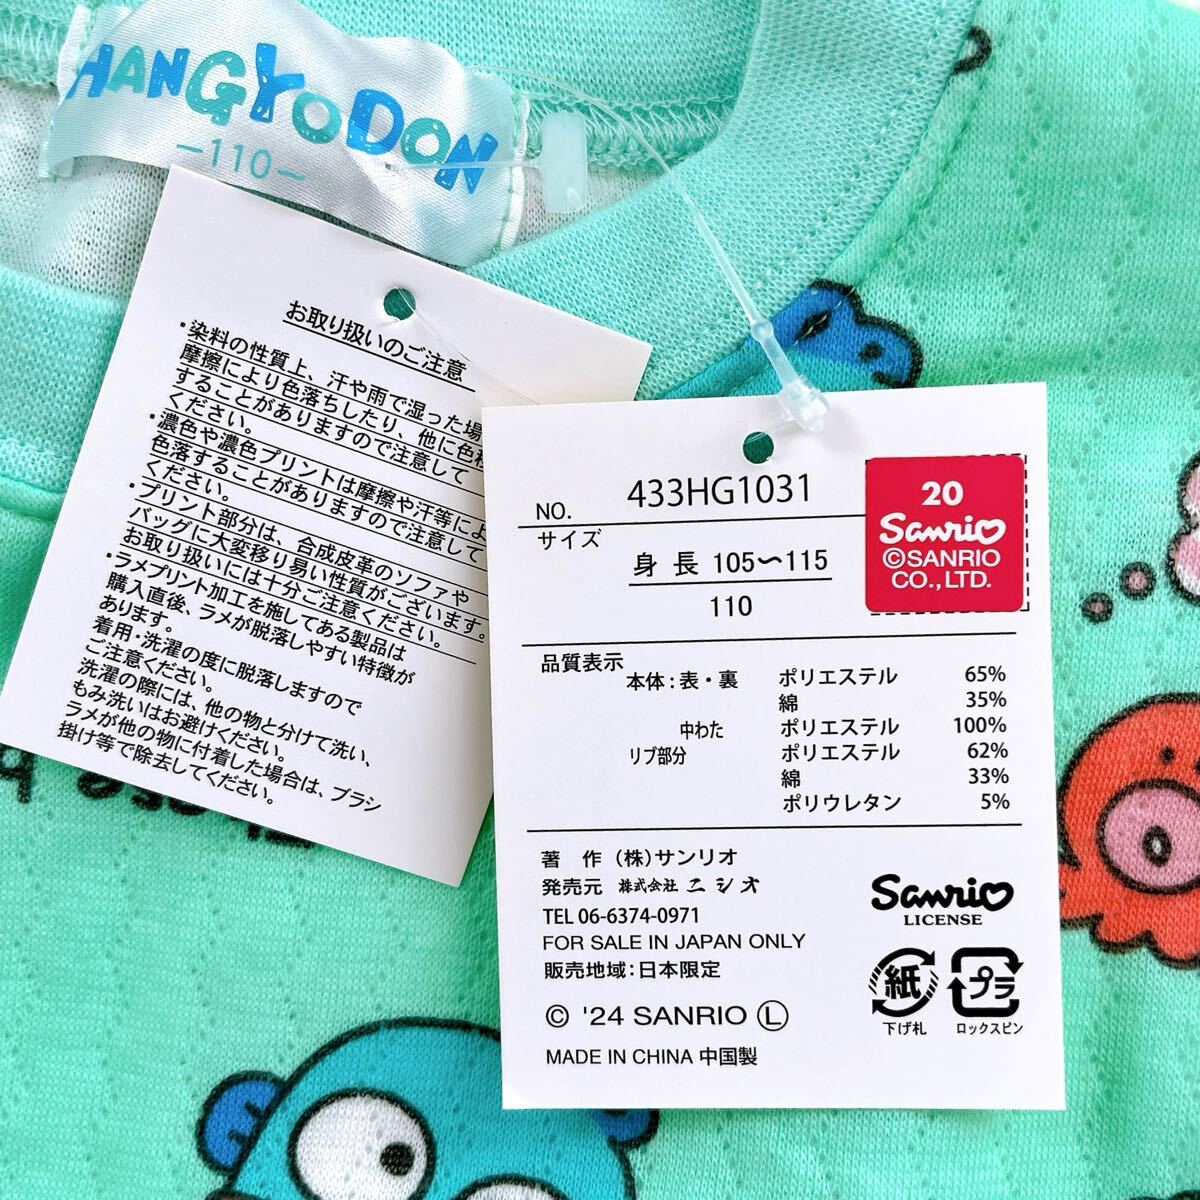 HANGYODON
-110-
お取り扱いのご注意
・染料の性質上、汗や雨で湿った場
摩擦により色落ちしたり、他に色移
することがありますので注意して
ください。
・濃色や濃色プリントは摩擦や汗等によ
色落することがありますので注意して
ください。
・プリント部分は、合成皮革のソファや
バッグに大変移り易い性質がございます。
お取り扱いには十分ご注意ください。
・ラメプリント加工を施してある製品は
購入直後、ラメが脱落しやすい特徴が
あります。
着用・洗濯の度に脱落しますので
ご注意ください。
洗濯の際には、他の物と分けて洗い、
もみ洗いはお避けください。
ラメが他の物に付着した場合は、ブラシ
掛け等で除去してください。
NO. 433HG1031
サイズ
身長 105〜115
110
20
Sanrio
©SANRIO
CO.,LTD.
品質表示
本体：表・裏 ポリエステル 65%
綿 35%
中わた ポリエステル 100%
リブ部分 ポリエステル 62%
綿 33%
ポリウレタン 5%
著 作 (株)サンリオ
発売元 株式会社 ニシオ
TEL 06-6374-0971
FOR SALE IN JAPAN ONLY
販売地域：日本限定
© '24 SANRIO Ⓛ
MADE IN CHINA 中国製
Sanrio
LICENSE
紙
下げ札
プラ
ロックスピン